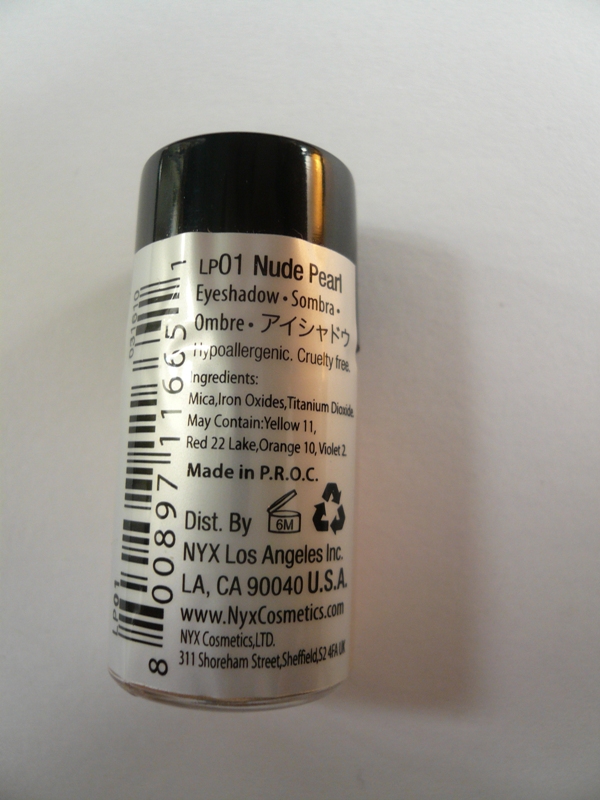 LP01 Nude Pearl
Eyeshadow • Sombra •
Ombre • アイシャドウ
Hypoallergenic. Cruelty free.
Ingredients:
Mica,Iron Oxides,Titanium Dioxide.
May Contain:Yellow 11,
Red 22 Lake,Orange 10, Violet 2.
Made in P.R.O.C.
6M
Dist. By
NYX Los Angeles Inc.
LA, CA 90040 U.S.A.
www.NyxCosmetics.com
NYX Cosmetics,LTD.
311 Shoreham Street,Sheffield,S2 4FA UK
031010
8 00897 11665 1
LP01